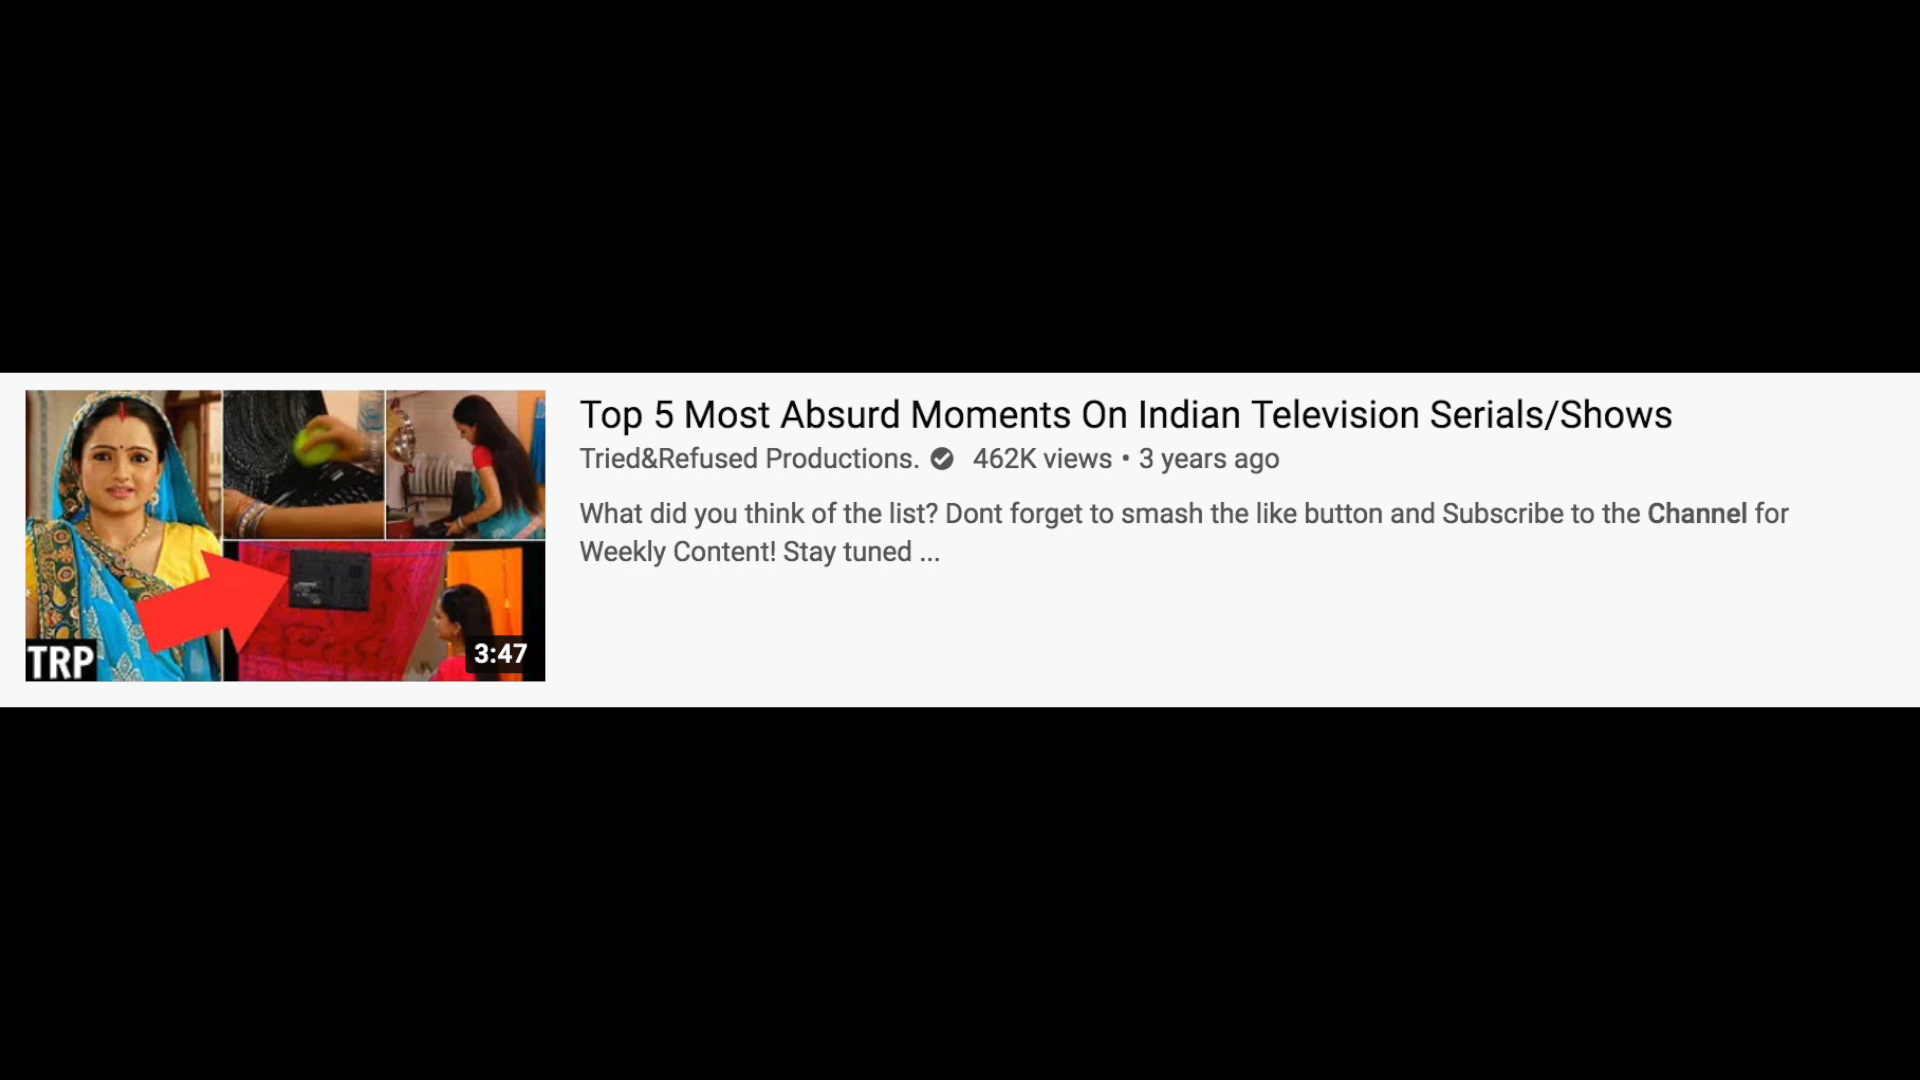 Top 5 Most Absurd Moments On Indian Television Serials/Shows
Tried&Refused Productions. 462K views • 3 years ago
What did you think of the list? Dont forget to smash the like button and Subscribe to the Channel for
Weekly Content! Stay tuned ...
TRP
3:47